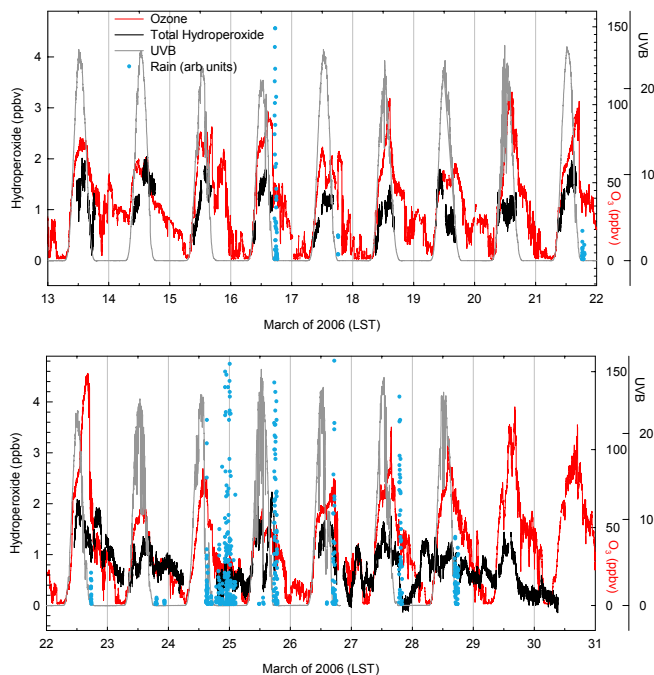 Ozone
Total Hydroperoxide
UVB
Rain (arb units)
Hydroperoxide (ppbv)
4
3
2
1
0
150
100
50
0
O3 (ppbv)
UVB
20
10
0
13 14 15 16 17 18 19 20 21 22
March of 2006 (LST)
Hydroperoxide (ppbv)
4
3
2
1
0
150
100
50
0
O3 (ppbv)
UVB
20
10
0
22 23 24 25 26 27 28 29 30 31
March of 2006 (LST)